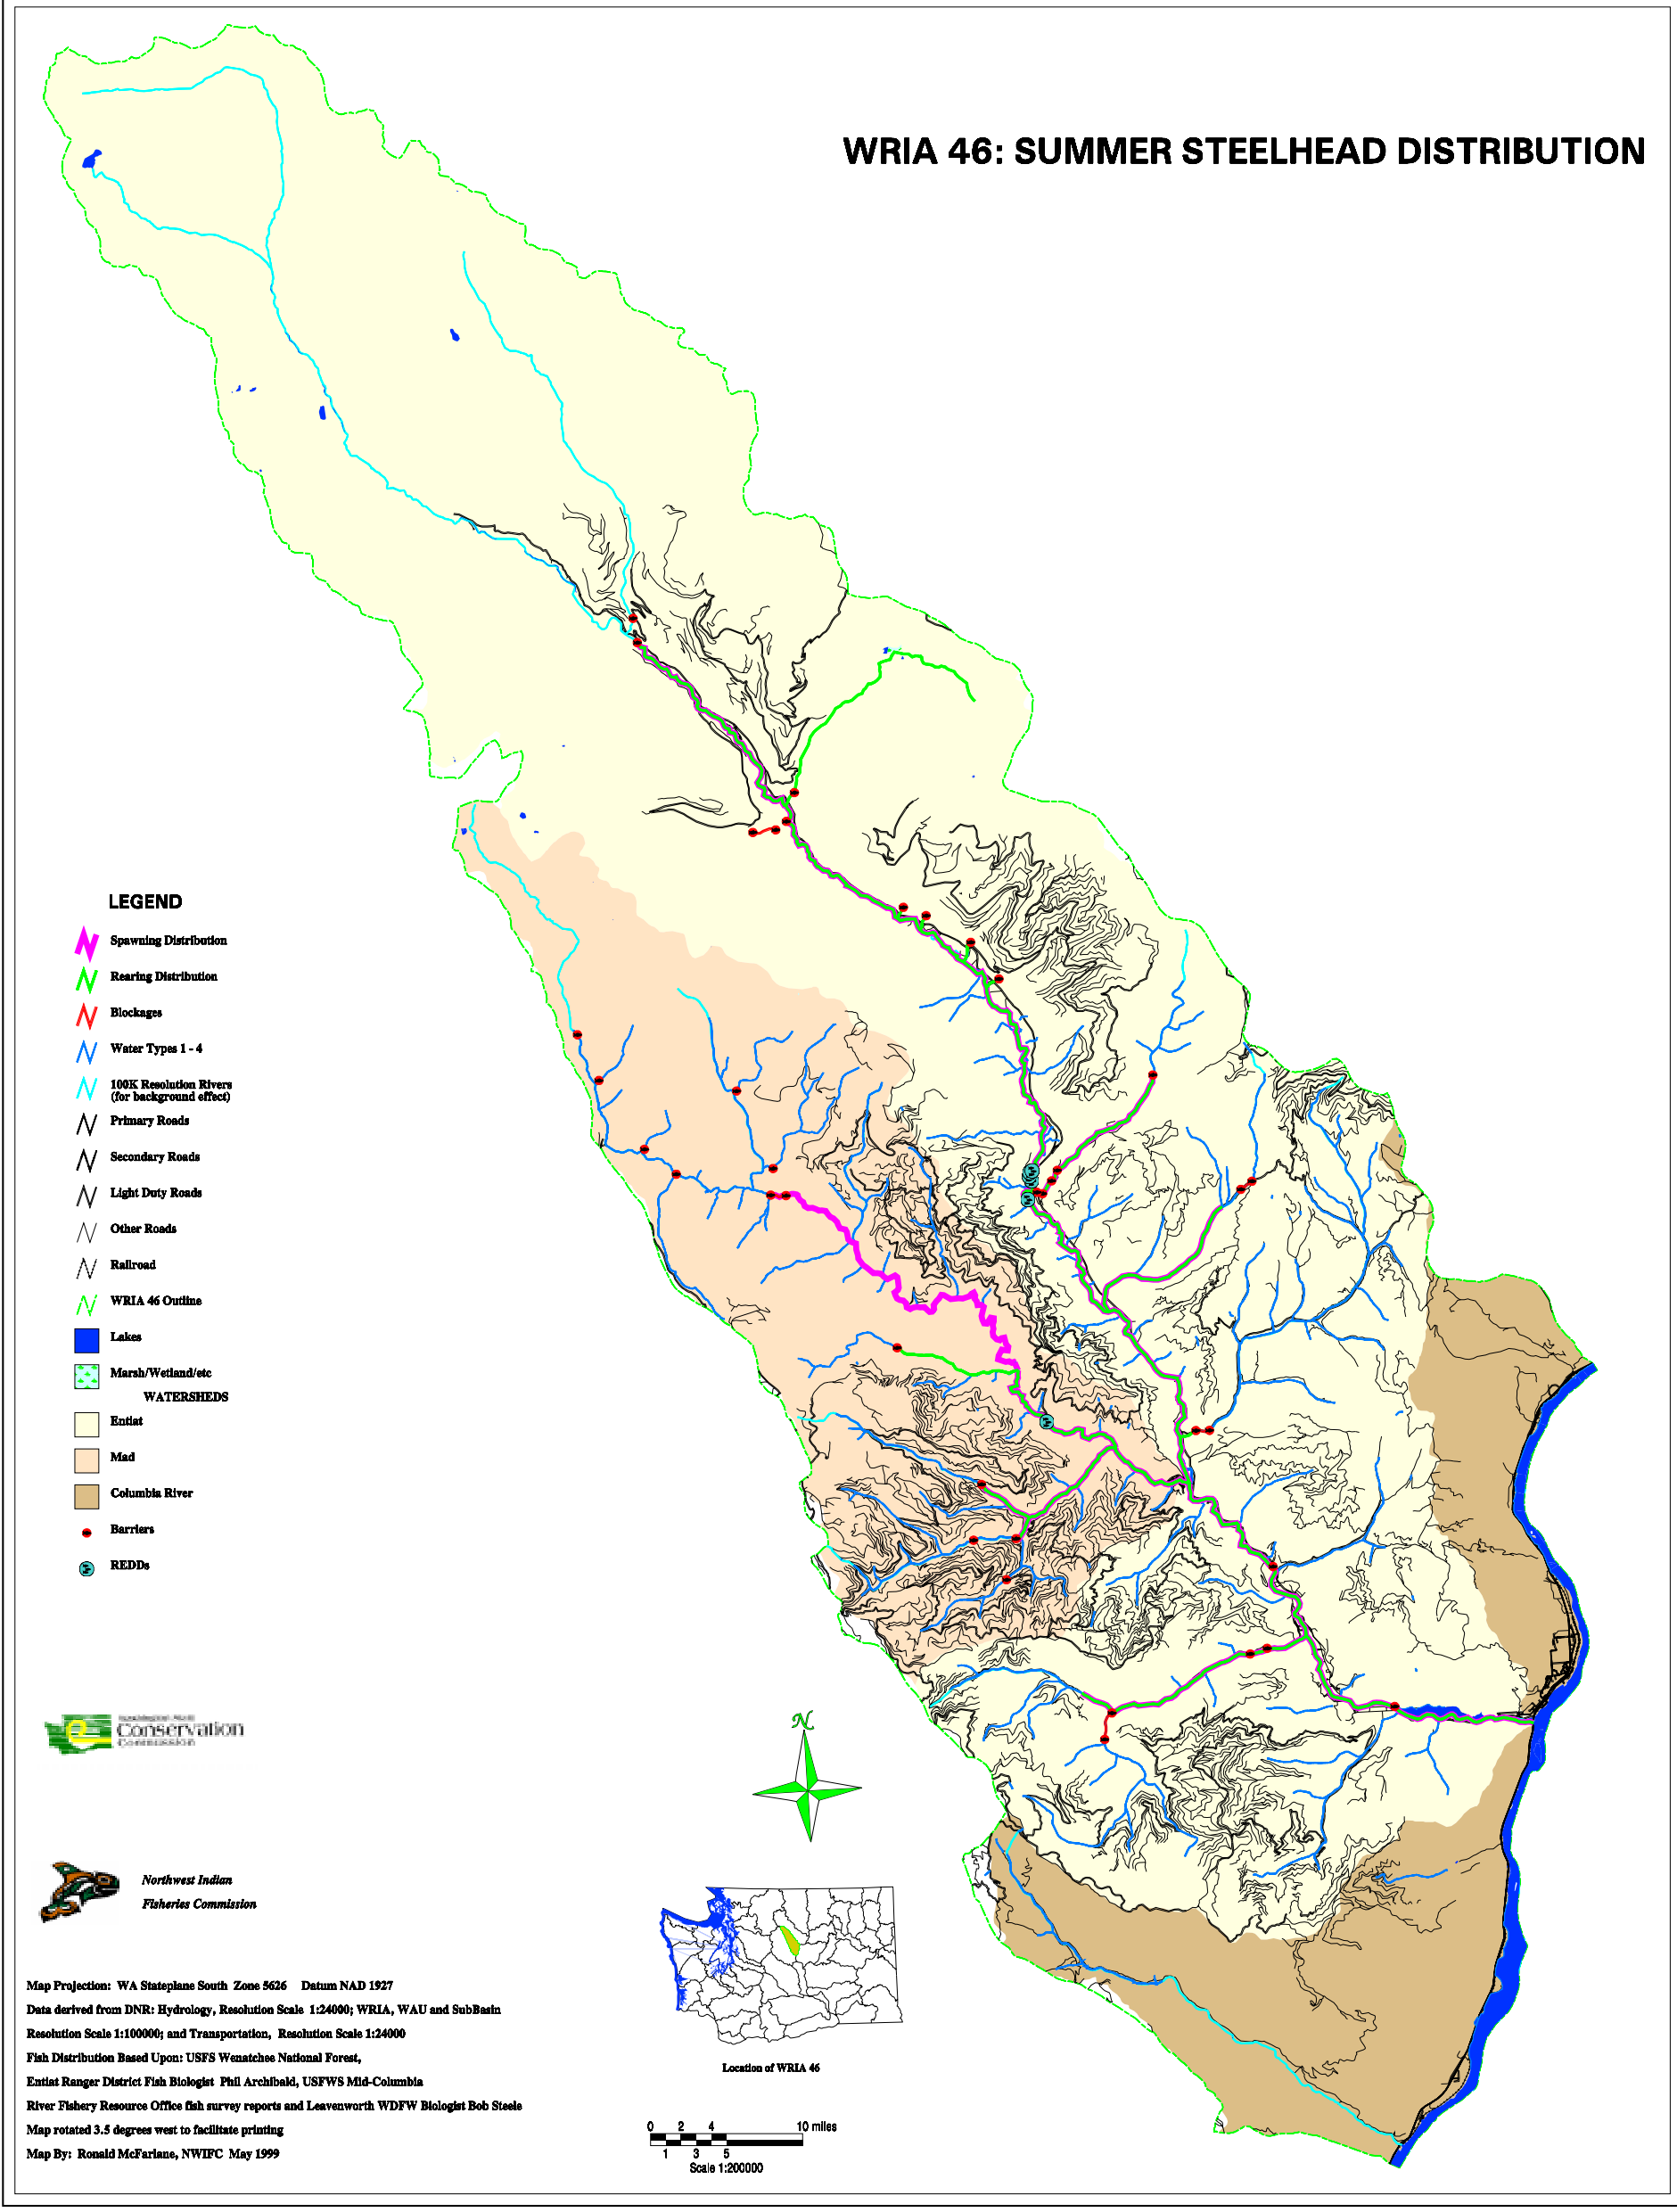 WRIA 46: SUMMER STEELHEAD DISTRIBUTION
LEGEND
Spawning Distribution
Rearing Distribution
Blockages
Water Types 1 - 4
100K Resolution Rivers
(for background effect)
Primary Roads
Secondary Roads
Light Duty Roads
Other Roads
Railroad
WRIA 46 Outline
Lakes
Marsh/Wetland/etc
WATERSHEDS
Entiat
Mad
Columbia River
Barriers
REDDs
Washington State
Conservation
Commission
Northwest Indian
Fisheries Commission
Map Projection: WA Stateplane South Zone 5626 Datum NAD 1927
Data derived from DNR: Hydrology, Resolution Scale 1:24000; WRIA, WAU and SubBasin
Resolution Scale 1:100000; and Transportation, Resolution Scale 1:24000
Fish Distribution Based Upon: USFS Wenatchee National Forest,
Entiat Ranger District Fish Biologist Phil Archibald, USFWS Mid-Columbia
River Fishery Resource Office fish survey reports and Leavenworth WDFW Biologist Bob Steele
Map rotated 3.5 degrees west to facilitate printing
Map By: Ronald McFarlane, NWIFC May 1999
N
Location of WRIA 46
0 2 4 10 miles
1 3 5
Scale 1:200000